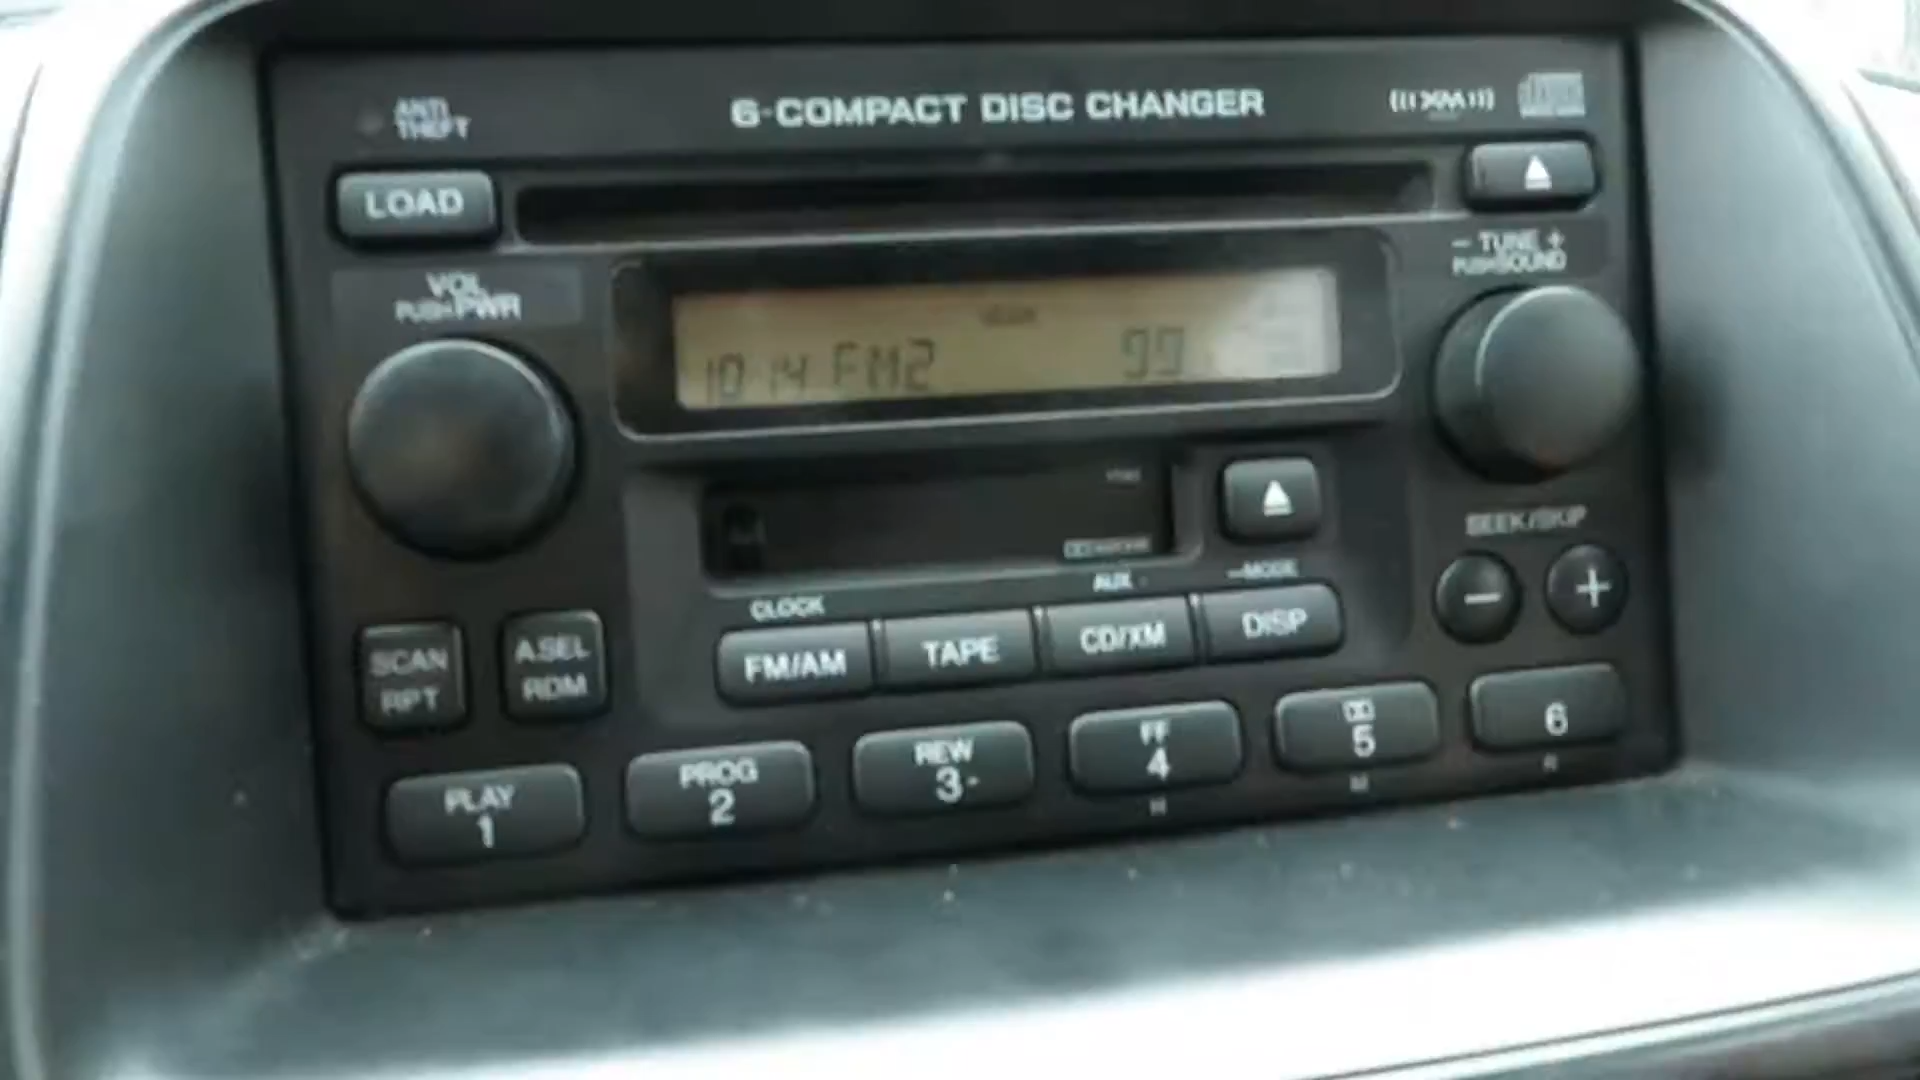 ANTI
THEFT
6-COMPACT DISC CHANGER
XM
LOAD
- TUNE +
PUSH SOUND
VOL
PUSH PWR
10:14 FM2 99
SEEK/SKIP
- +
CLOCK
AUX
MODE
FM/AM
TAPE
CD/XM
DISP
SCAN
RPT
A.SEL
RDM
PLAY
1
PROG
2
REW
3
FF
4
5
6
H
M
R